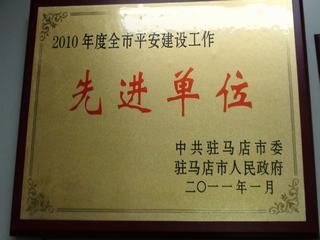 2010年度全市平安建设工作
先进单位
中共驻马店市委
驻马店市人民政府
二〇一一年一月